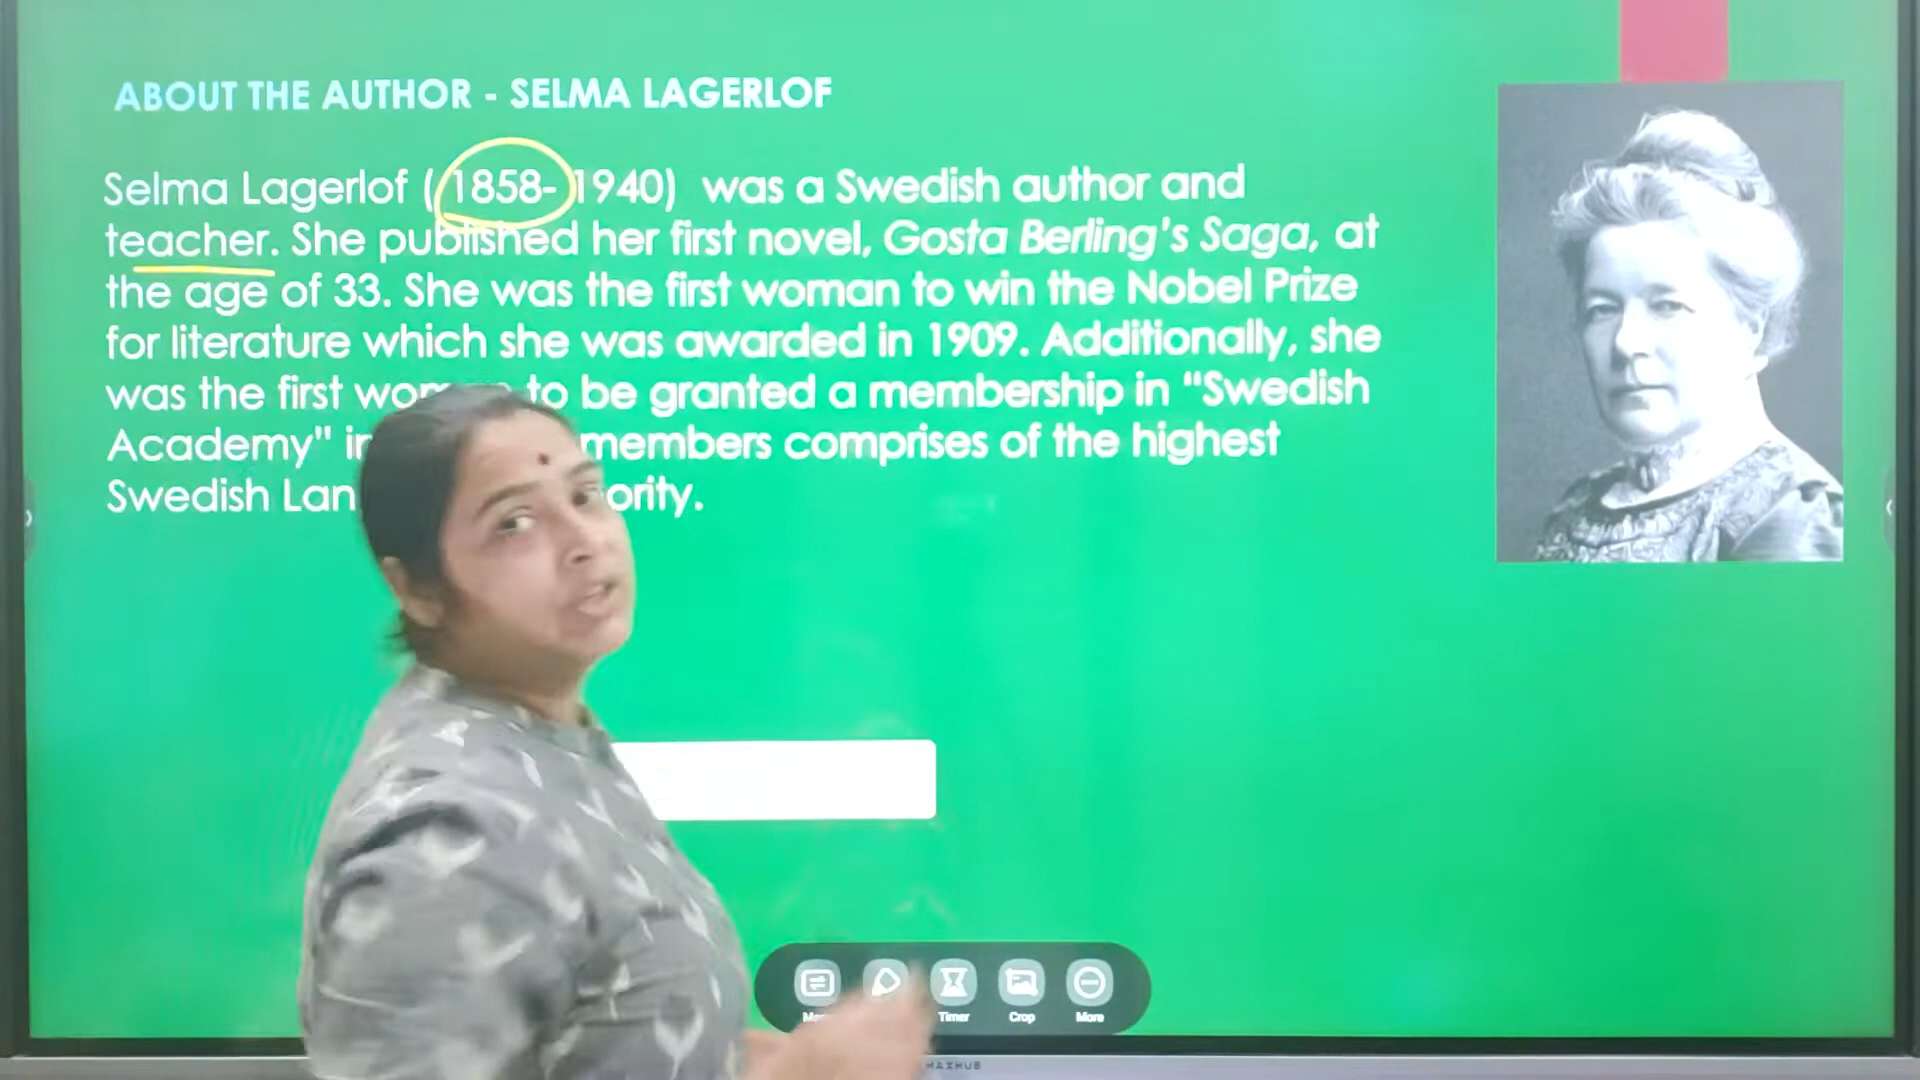 ABOUT THE AUTHOR - SELMA LAGERLOF
Selma Lagerlof ( 1858- 1940) was a Swedish author and
teacher. She published her first novel, Gosta Berling's Saga, at
the age of 33. She was the first woman to win the Nobel Prize
for literature which she was awarded in 1909. Additionally, she
was the first to be granted a membership in “Swedish
Academy” members comprises of the highest
Swedish
Timer Crop More
MAXHUB